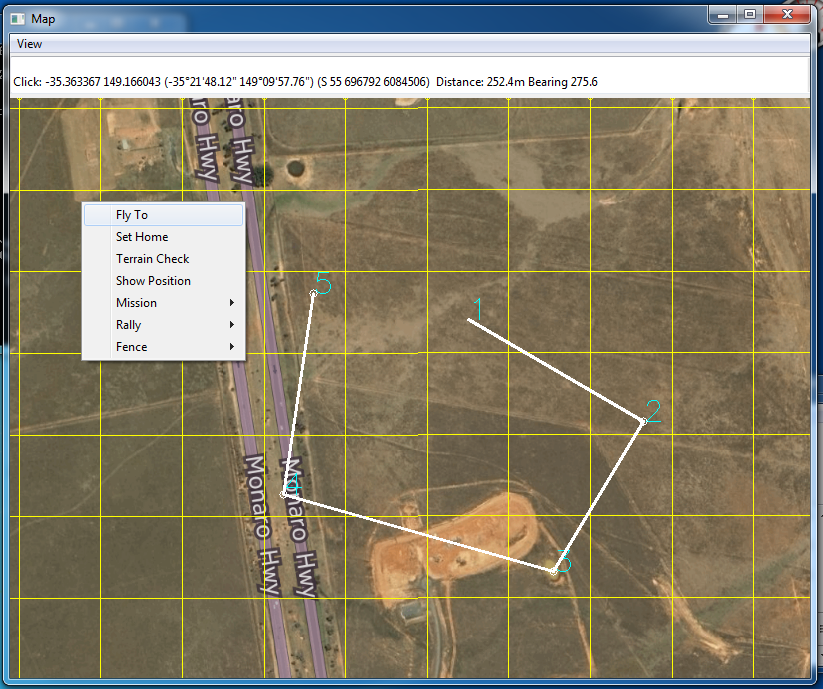 Map
View
Click: -35.363367 149.166043 (-35°21'48.12" 149°09'57.76") (S 55 696792 6084506) Distance: 252.4m Bearing 275.6
aro Hwy
aro Hwy
Fly To
Set Home
Terrain Check
Show Position
Mission
Rally
Fence
5
1
2
4
Monaro Hwy
Monaro Hwy
3